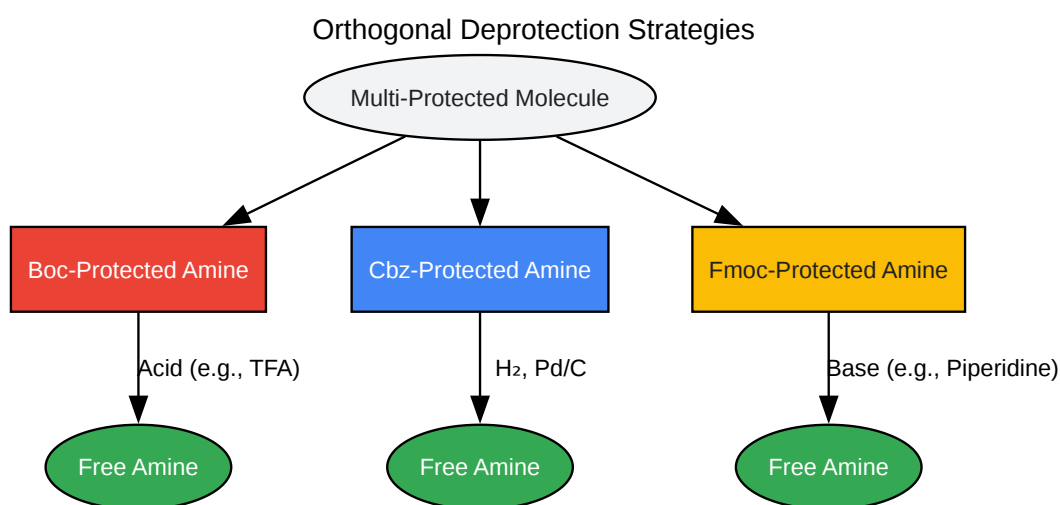 Orthogonal Deprotection Strategies
Multi-Protected Molecule
Boc-Protected Amine
Cbz-Protected Amine
Fmoc-Protected Amine
Acid (e.g., TFA)
H₂, Pd/C
Base (e.g., Piperidine)
Free Amine
Free Amine
Free Amine